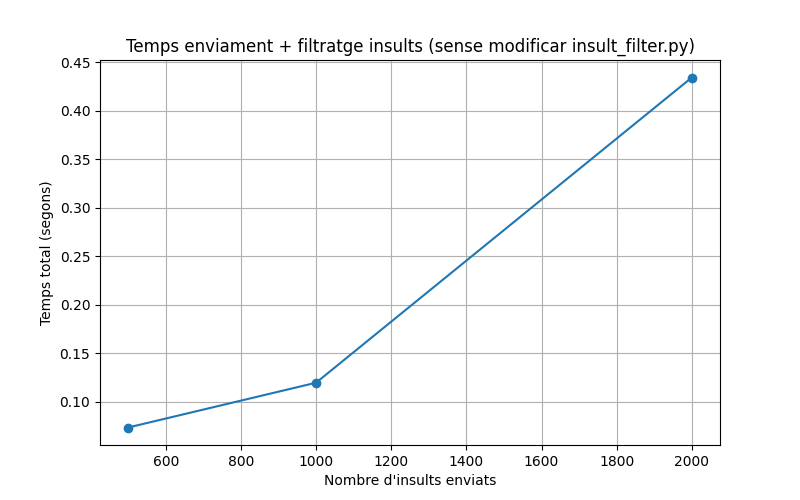 Temps enviament + filtratge insults (sense modificar insult_filter.py)
0.45
0.40
0.35
0.30
0.25
0.20
0.15
0.10
Temps total (segons)
600 800 1000 1200 1400 1600 1800 2000
Nombre d'insults enviats